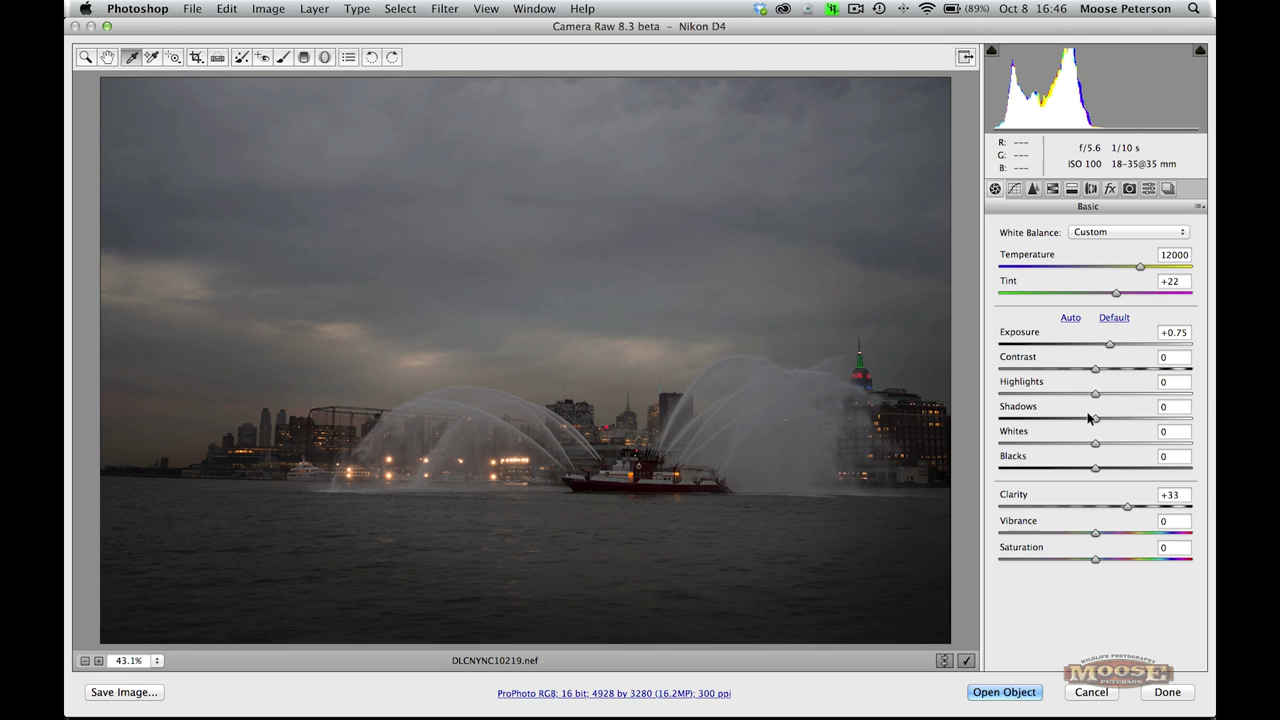 Photoshop File Edit Image Layer Type Select Filter View Window Help (89%) Oct 8 16:46 Moose Peterson
Camera Raw 8.3 beta – Nikon D4
R: ---
G: ---
B: ---
f/5.6 1/10 s
ISO 100 18-35@35 mm
fx
Basic
White Balance: Custom
Temperature 12000
Tint +22
Auto Default
Exposure +0.75
Contrast 0
Highlights 0
Shadows 0
Whites 0
Blacks 0
Clarity +33
Vibrance 0
Saturation 0
43.1% DLCNYNC10219.nef
WILDLIFE PHOTOGRAPHY
MOOSE
PETERSON
Save Image... ProPhoto RGB; 16 bit; 4928 by 3280 (16.2MP); 300 ppi Open Object Cancel Done